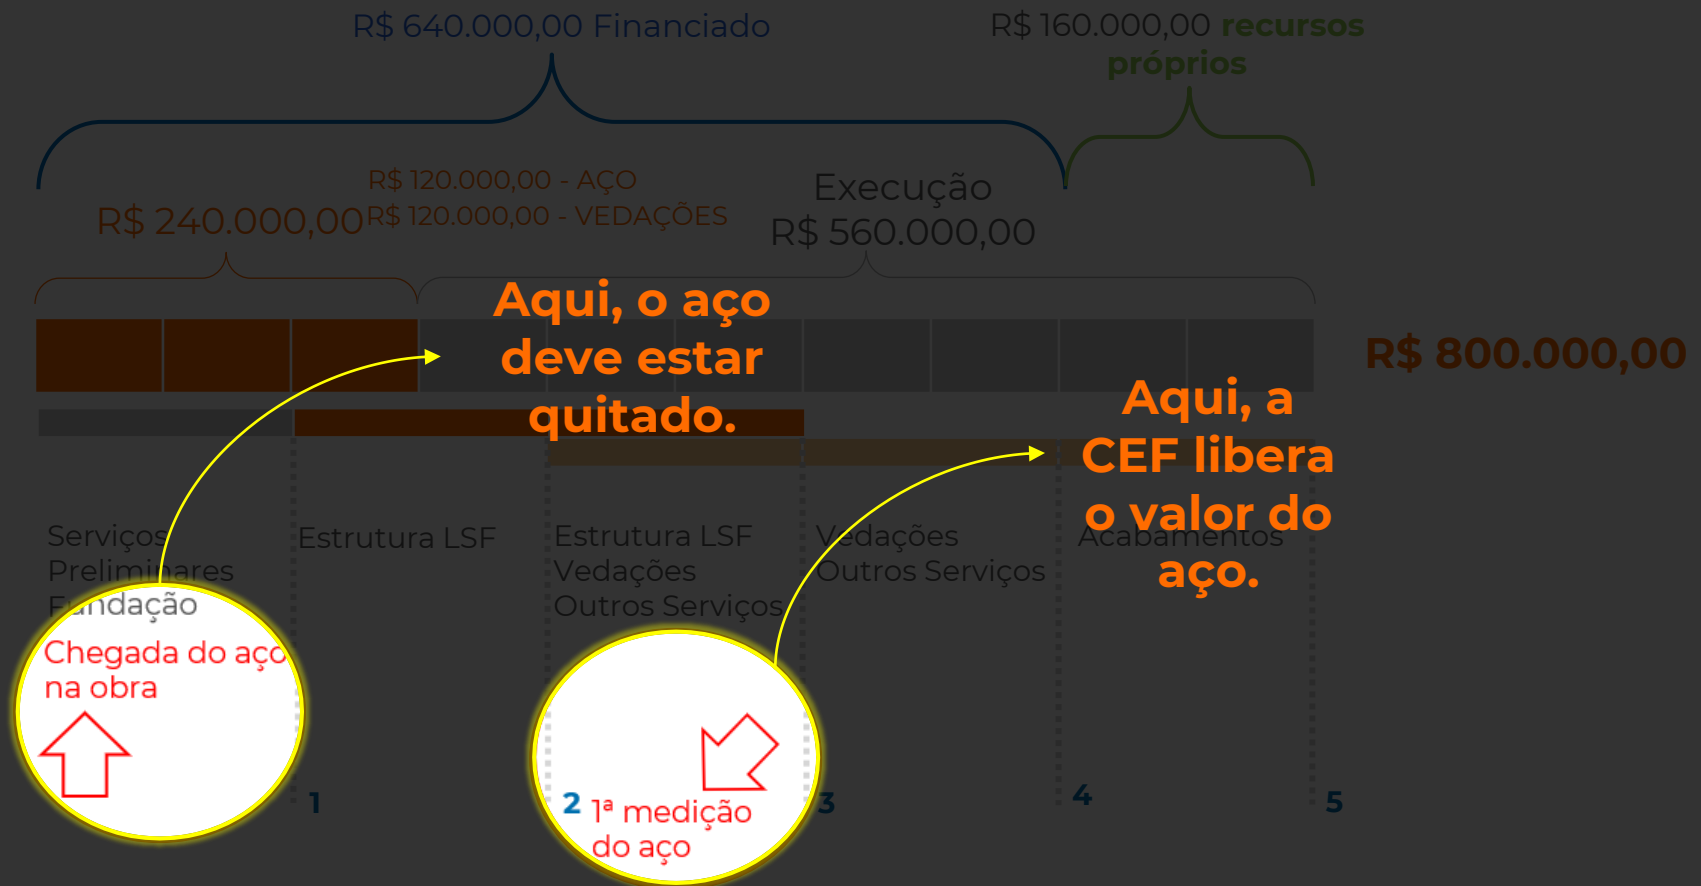 R$ 640.000,00 Financiado
R$ 160.000,00 recursos
próprios
R$ 120.000,00 - AÇO
R$ 240.000,00
R$ 120.000,00 - VEDAÇÕES
Execução
R$ 560.000,00
Aqui, o aço
deve estar
quitado.
R$ 800.000,00
Aqui, a
CEF libera
o valor do
aço.
Serviços
Preliminares
Fundação
Estrutura LSF
Estrutura LSF
Vedações
Outros Serviços
Vedações
Outros Serviços
Acabamentos
Chegada do aço
na obra
1
2
1ª medição
do aço
3
4
5